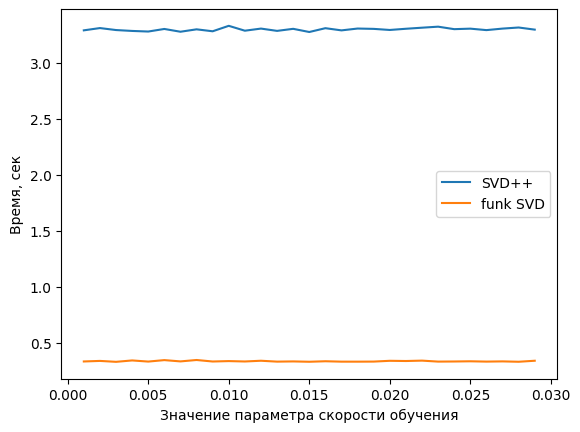 Время, сек
3.0
2.5
2.0
1.5
1.0
0.5
SVD++
funk SVD
0.000 0.005 0.010 0.015 0.020 0.025 0.030
Значение параметра скорости обучения